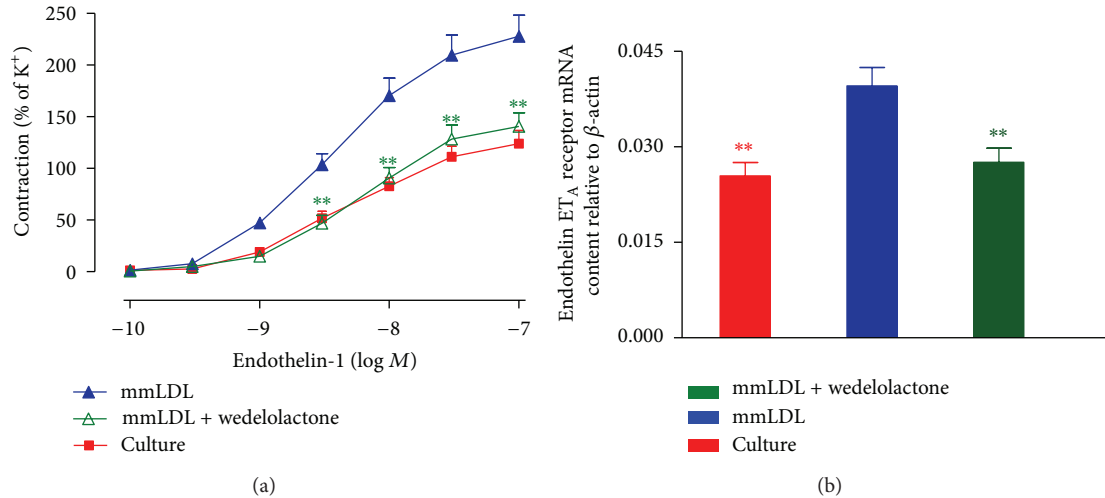 250
200
150
100
50
0
Contraction (% of K⁺)
**
**
**
**
−10
−9
−8
−7
Endothelin-1 (log M)
mmLDL
mmLDL + wedelolactone
Culture
(a)
Endothelin ET_A receptor mRNA
content relative to β-actin
0.045
0.030
0.015
0.000
**
**
mmLDL + wedelolactone
mmLDL
Culture
(b)